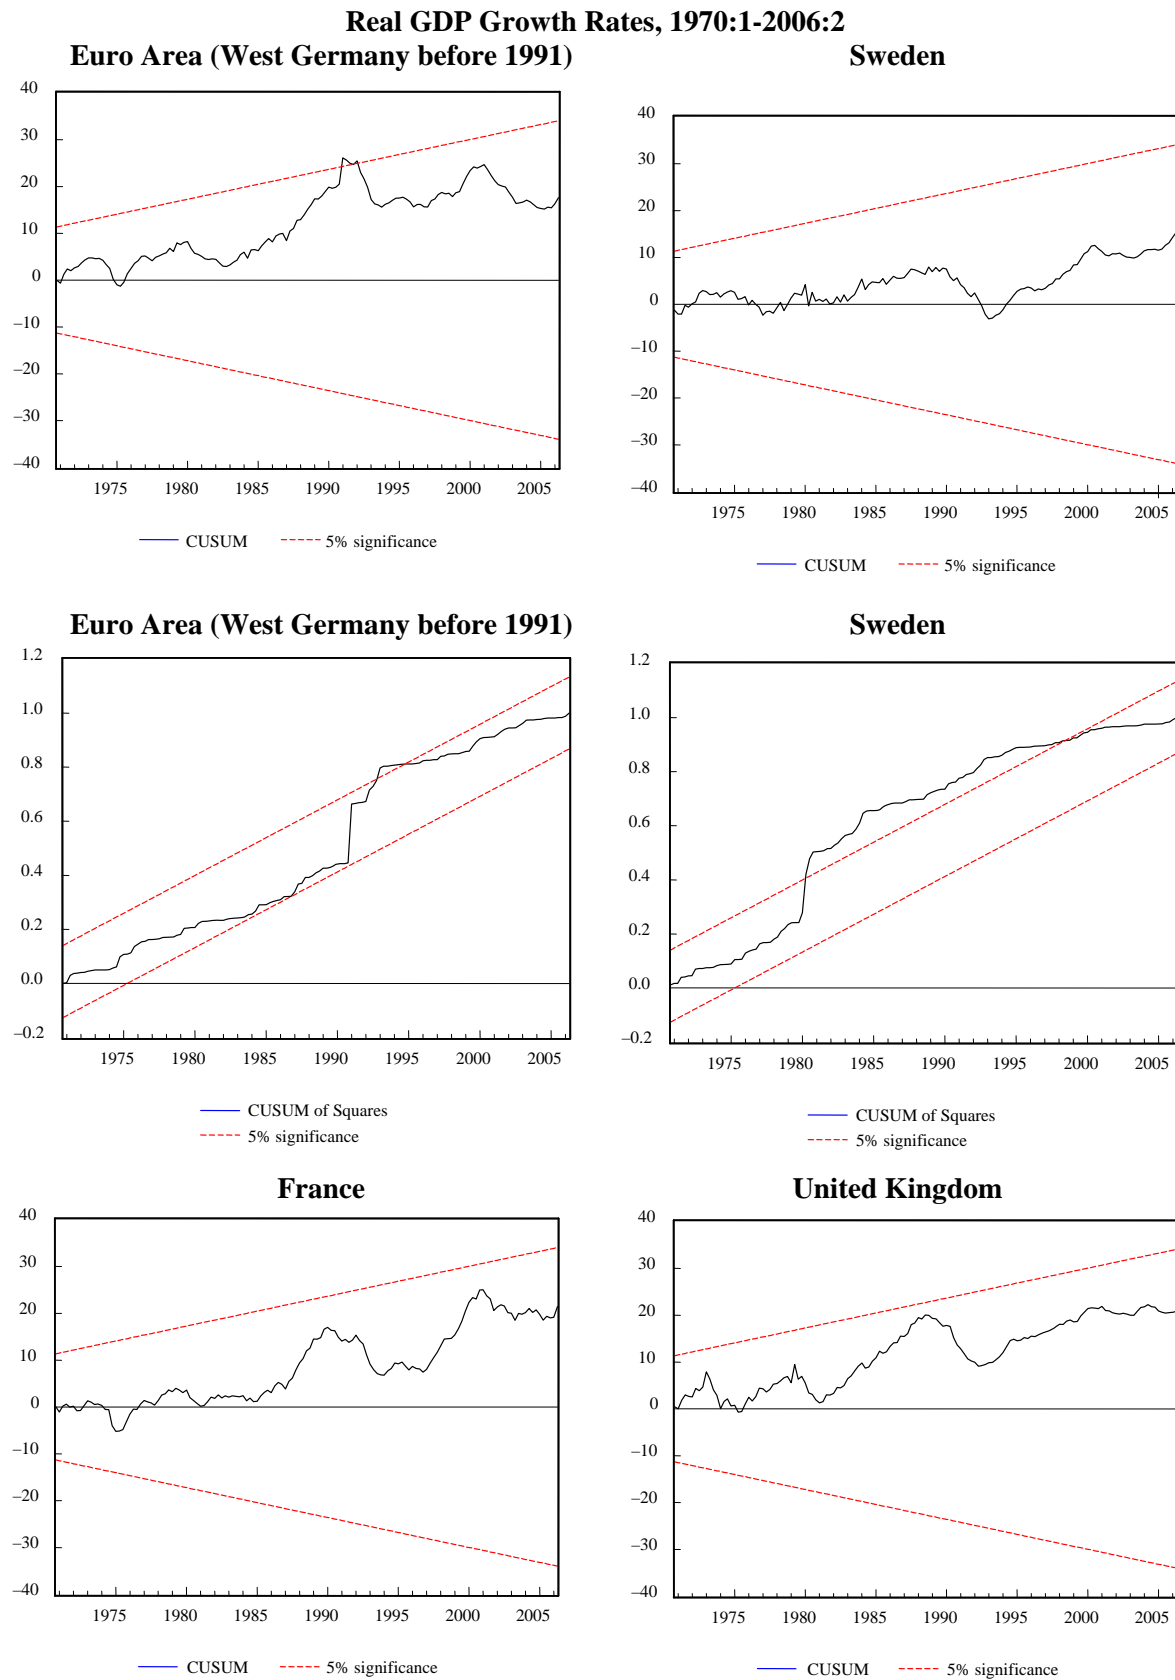 Real GDP Growth Rates, 1970:1-2006:2
Euro Area (West Germany before 1991)
40
30
20
10
0
–10
–20
–30
–40
1975 1980 1985 1990 1995 2000 2005
CUSUM 5% significance
Sweden
40
30
20
10
0
–10
–20
–30
–40
1975 1980 1985 1990 1995 2000 2005
CUSUM 5% significance
Euro Area (West Germany before 1991)
1.2
1.0
0.8
0.6
0.4
0.2
0.0
–0.2
1975 1980 1985 1990 1995 2000 2005
CUSUM of Squares
5% significance
Sweden
1.2
1.0
0.8
0.6
0.4
0.2
0.0
–0.2
1975 1980 1985 1990 1995 2000 2005
CUSUM of Squares
5% significance
France
40
30
20
10
0
–10
–20
–30
–40
1975 1980 1985 1990 1995 2000 2005
CUSUM 5% significance
United Kingdom
40
30
20
10
0
–10
–20
–30
–40
1975 1980 1985 1990 1995 2000 2005
CUSUM 5% significance